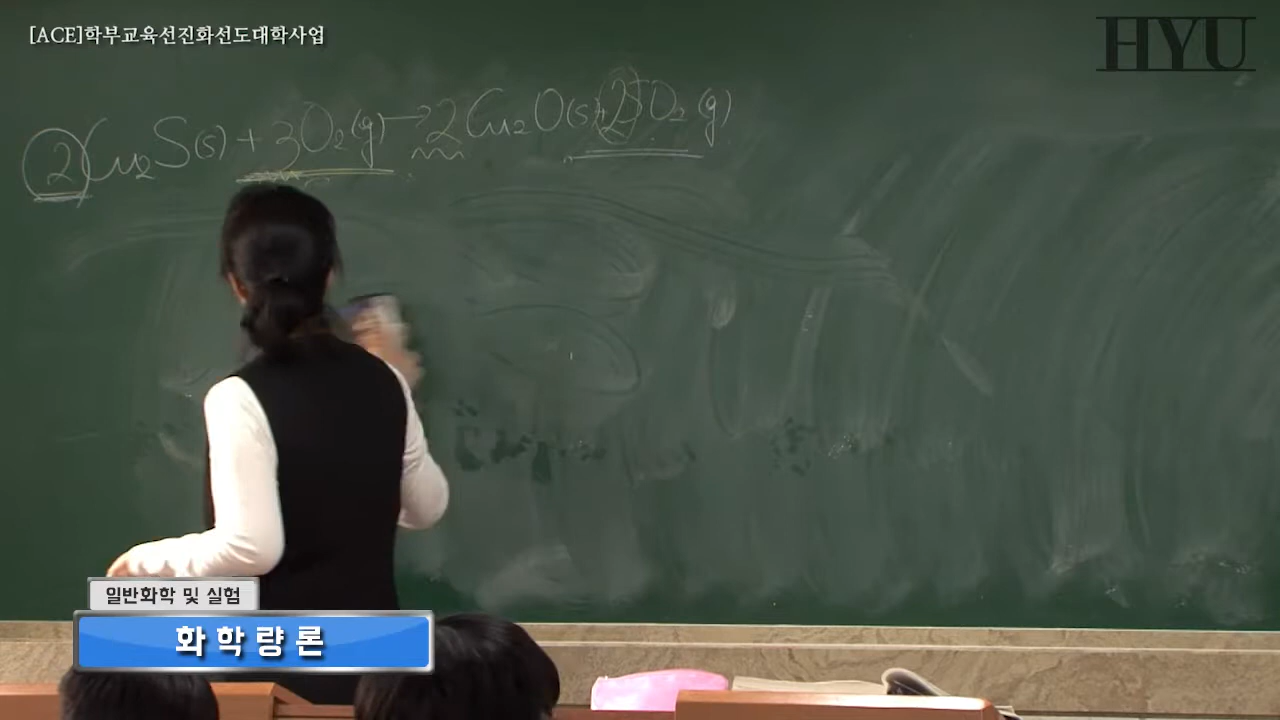 [ACE]학부교육선진화선도대학사업
HYU
2Cu₂S(s) + 3O₂(g) → 2Cu₂O(s) + 2SO₂(g)
일반화학 및 실험
화학량론